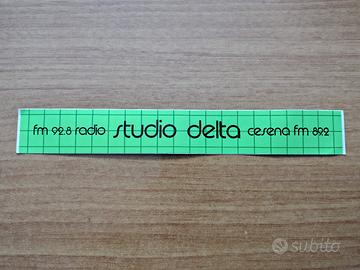 fm 92.8 radio studio delta cesena fm 89.2
subito